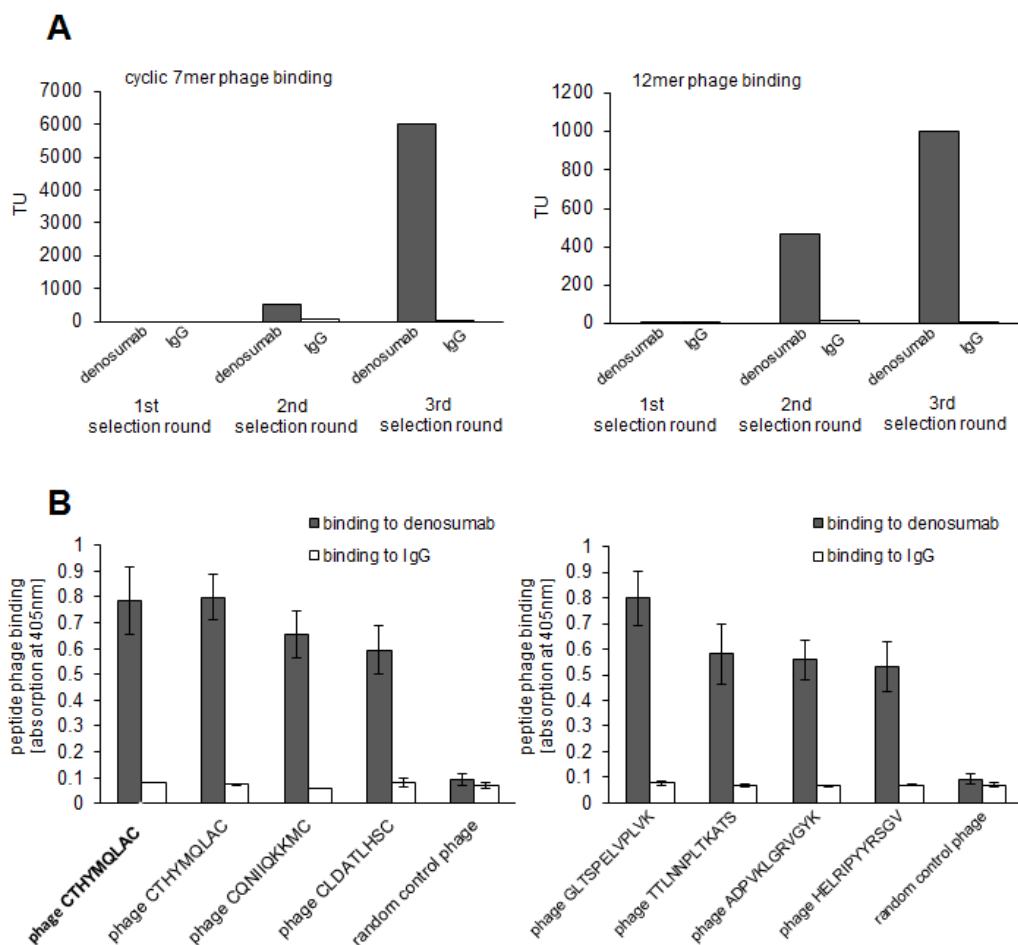 A
cyclic 7mer phage binding
7000
6000
5000
4000
3000
2000
1000
0
TU
denosumab
IgG
denosumab
IgG
denosumab
IgG
1st
selection round
2nd
selection round
3rd
selection round
12mer phage binding
1200
1000
800
600
400
200
0
TU
denosumab
IgG
denosumab
IgG
denosumab
IgG
1st
selection round
2nd
selection round
3rd
selection round
B
binding to denosumab
binding to IgG
1
0.9
0.8
0.7
0.6
0.5
0.4
0.3
0.2
0.1
0
peptide phage binding
[absorption at 405nm]
phage CTHYMQLAC
phage CTHYMQLAC
phage CQNIIQKKMC
phage CLDATLHSC
random control phage
binding to denosumab
binding to IgG
1
0.9
0.8
0.7
0.6
0.5
0.4
0.3
0.2
0.1
0
peptide phage binding
[absorption at 405nm]
phage GLTSPELVPLVK
phage TTLNNPLTKATS
phage ADPVKLGRVGYK
phage HELRIPYYRSGV
random control phage